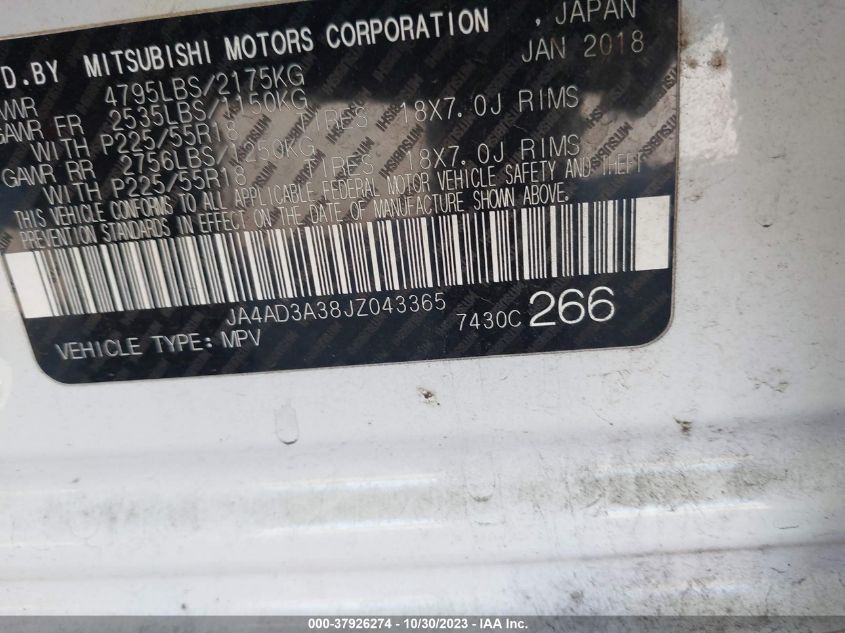 D.BY MITSUBISHI MOTORS CORPORATION , JAPAN
JAN 2018
4795LBS/2175KG
GAWR FR 2535LBS/1150KG
WITH P225/55R18 TIRES 18X7.0J RIMS
GAWR RR 2756LBS/1250KG
WITH P225/55R18 TIRES 18X7.0J RIMS
THIS VEHICLE CONFORMS TO ALL APPLICABLE FEDERAL MOTOR VEHICLE SAFETY AND THEFT
PREVENTION STANDARDS IN EFFECT ON THE DATE OF MANUFACTURE SHOWN ABOVE.
JA4AD3A38JZ043365 7430C 266
VEHICLE TYPE: MPV
000-37926274 - 10/30/2023 - IAA Inc.